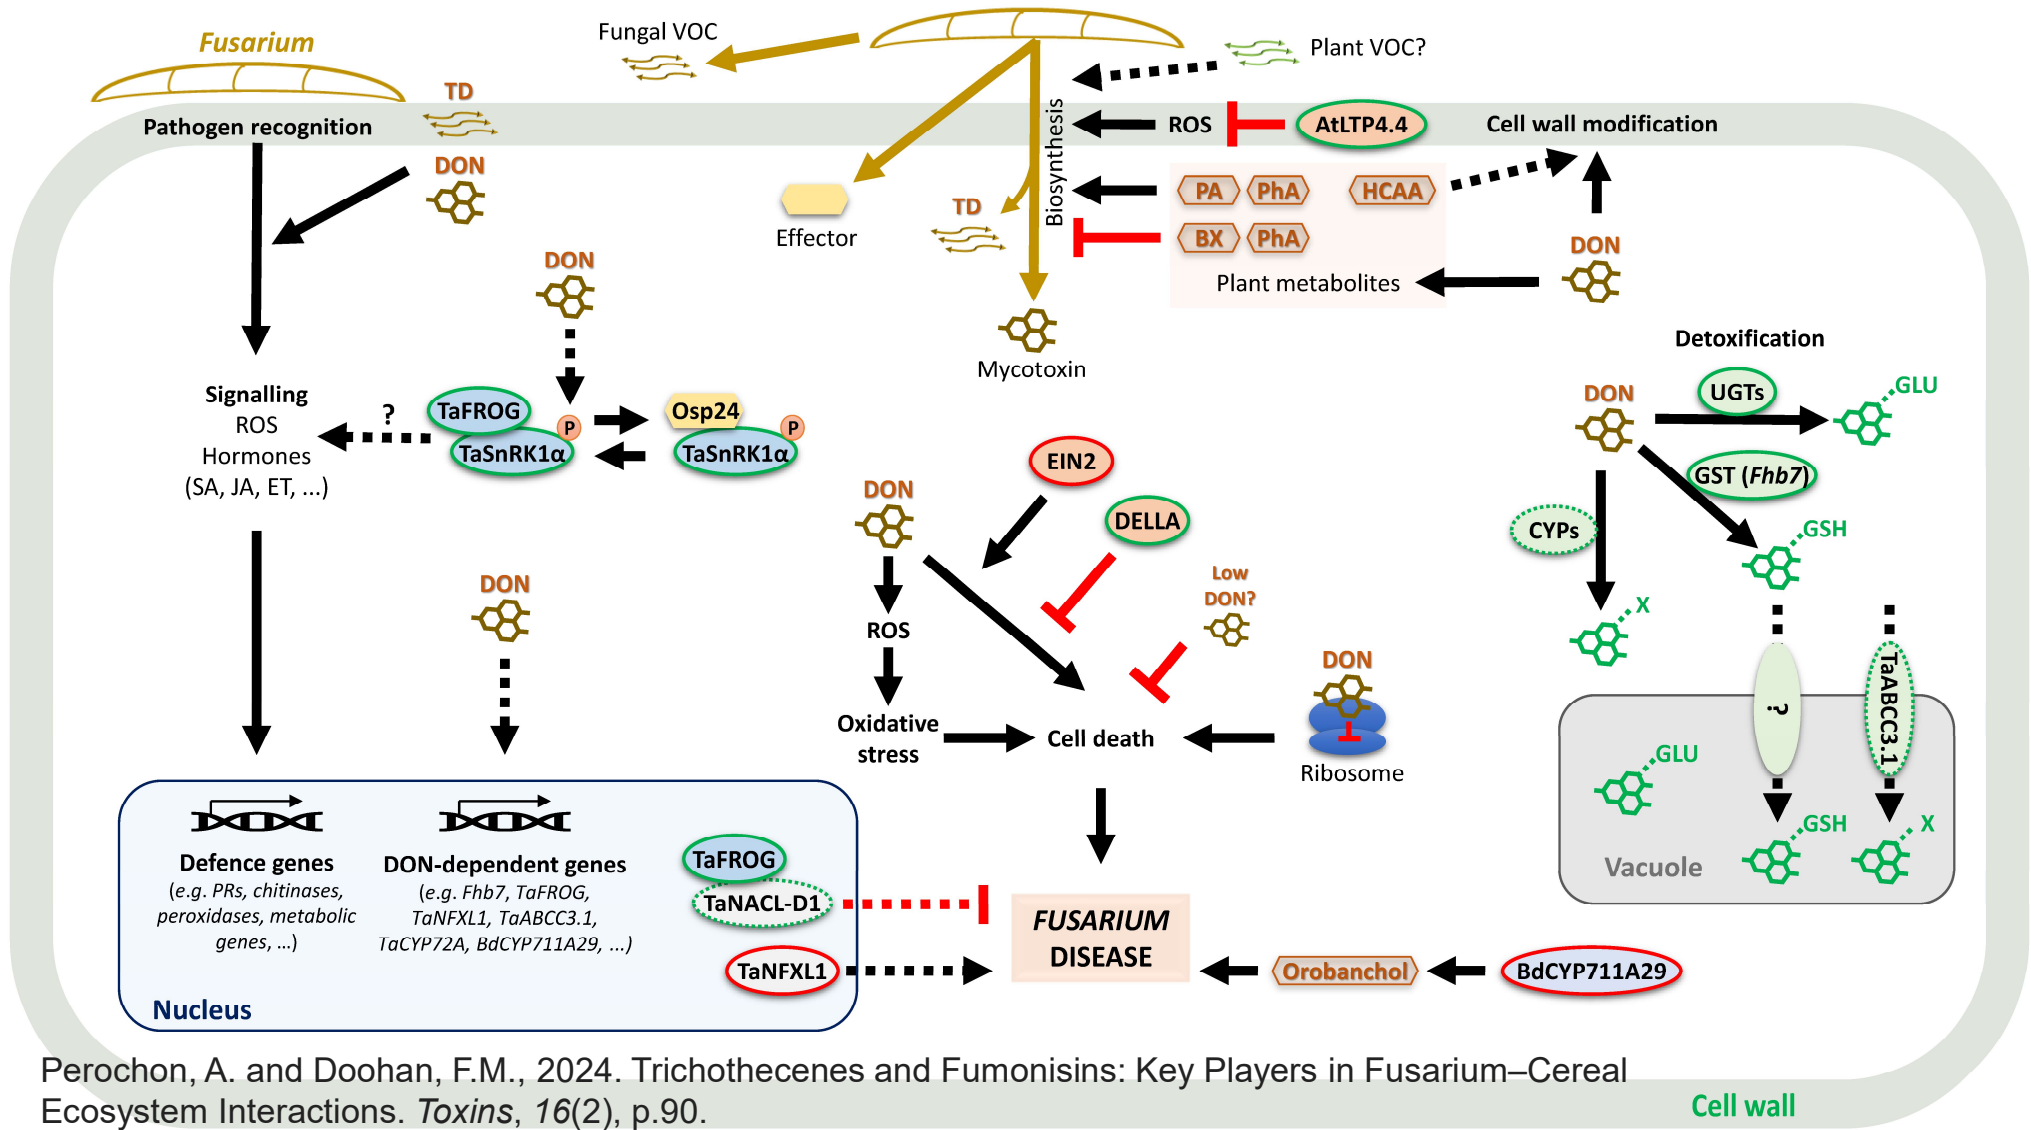 Fusarium
Fungal VOC
Plant VOC?
TD
Pathogen recognition
DON
Biosynthesis
ROS
AtLTP4.4
Cell wall modification
PA
PhA
HCAA
BX
PhA
Plant metabolites
DON
TD
Effector
Mycotoxin
DON
Signalling
ROS
Hormones
(SA, JA, ET, ...)
?
TaFROG
TaSnRK1α
P
Osp24
TaSnRK1α
P
Detoxification
DON
UGTs
GLU
GST (Fhb7)
GSH
CYPs
X
EIN2
DELLA
DON
ROS
Oxidative
stress
Low
DON?
Cell death
DON
Ribosome
DON
?
TaABCC3.1
GLU
GSH
X
Vacuole
Defence genes
(e.g. PRs, chitinases,
peroxidases, metabolic
genes, …)
DON-dependent genes
(e.g. Fhb7, TaFROG,
TaNFXL1, TaABCC3.1,
TaCYP72A, BdCYP711A29, ...)
TaFROG
TaNACL-D1
TaNFXL1
Nucleus
FUSARIUM
DISEASE
Orobanchol
BdCYP711A29
Perochon, A. and Doohan, F.M., 2024. Trichothecenes and Fumonisins: Key Players in Fusarium–Cereal
Ecosystem Interactions. Toxins, 16(2), p.90.
Cell wall